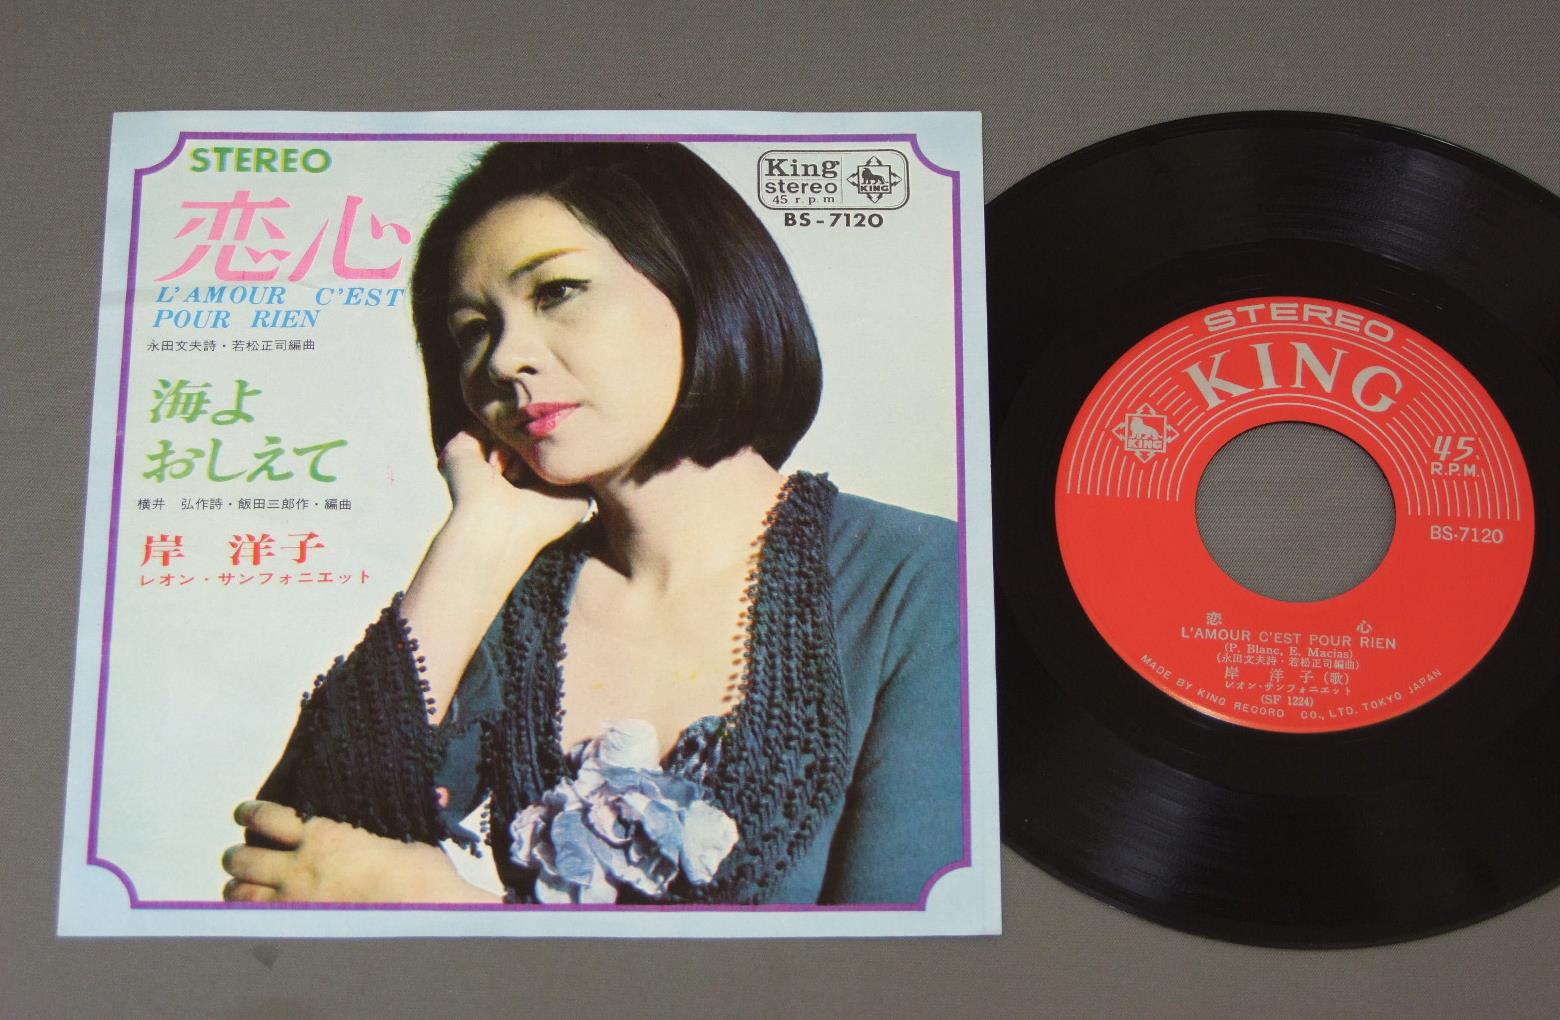 STEREO
恋心
L'AMOUR C'EST
POUR RIEN
永田文夫詩・若松正司編曲
海よ
おしえて
横井 弘作詩・飯田三郎作・編曲
岸 洋子
レオン・サンフォニエット
King
stereo
45 r.p.m
KING
BS-7120
STEREO
KING
KING
45
R.P.M.
BS-7120
恋 心
L'AMOUR C'EST POUR RIEN
(P. Blanc, E. Macias)
(永田文夫詩・若松正司編曲)
岸 洋 子 (歌)
レオン・サンフォニエット
(SF 1224)
MADE BY KING RECORD CO., LTD. TOKYO JAPAN